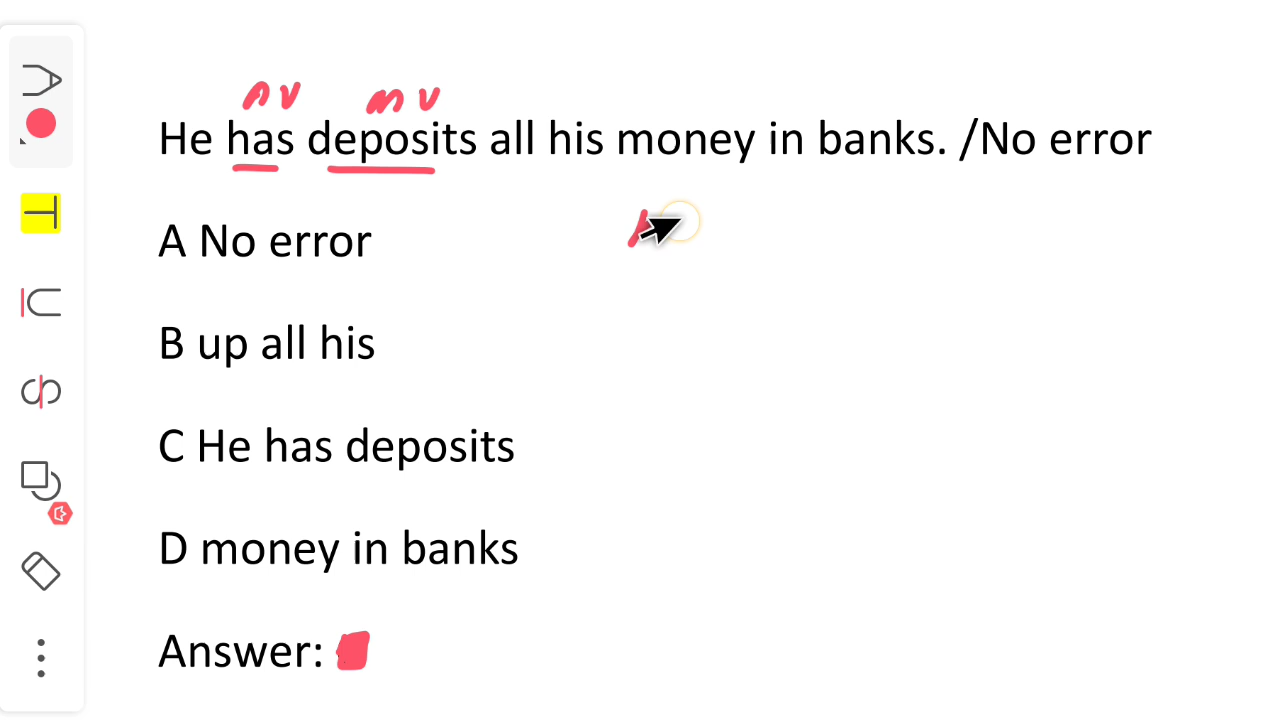 AV MV
He has deposits all his money in banks. /No error
A No error
B up all his
C He has deposits
D money in banks
Answer: